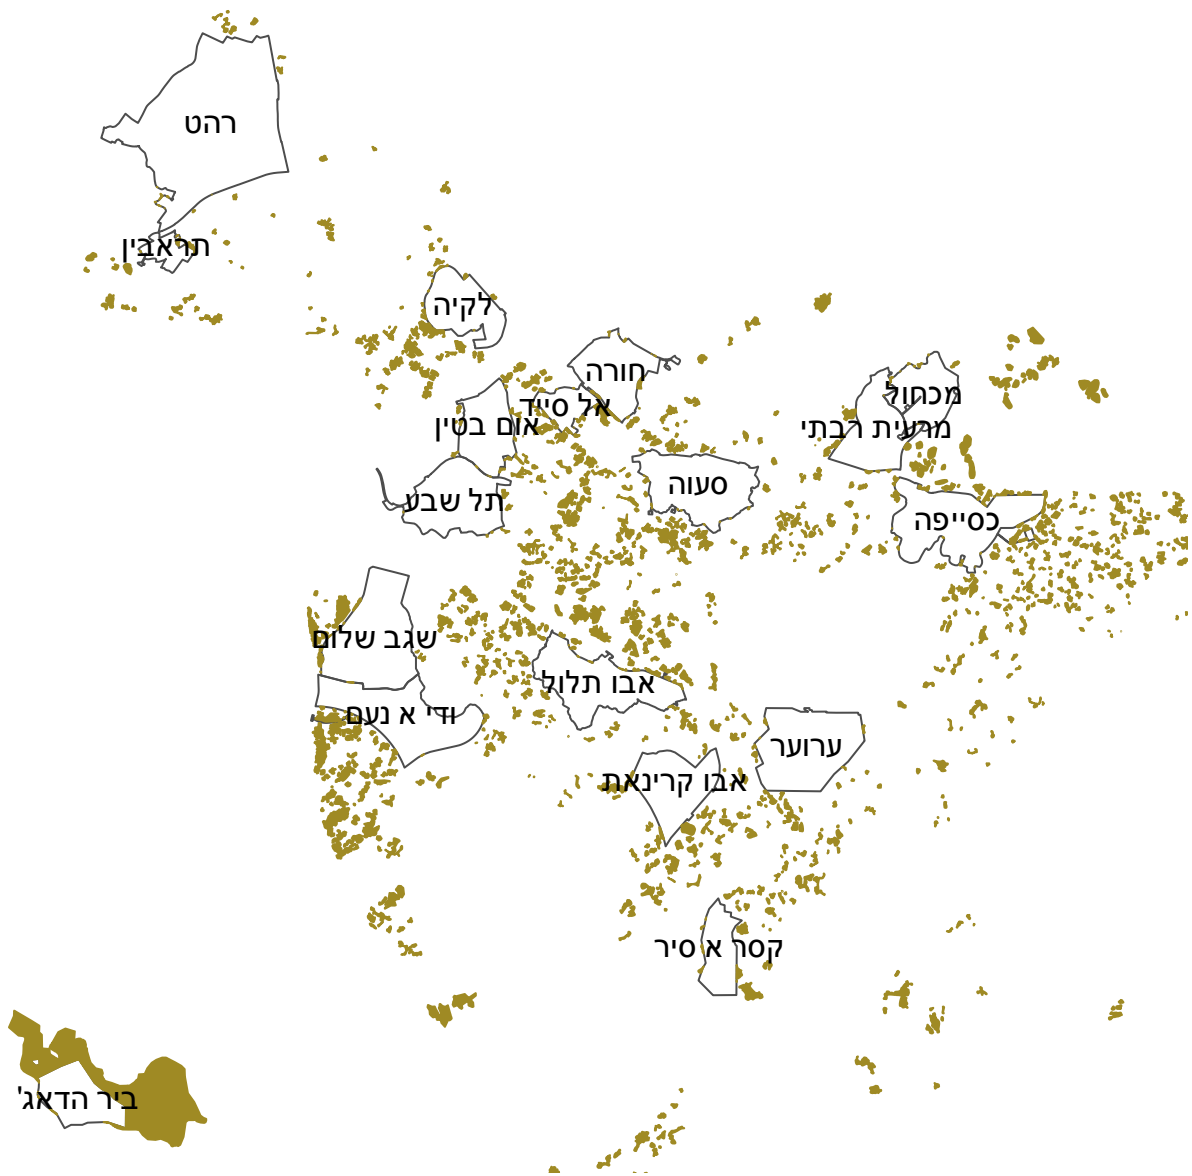 רהט
תראבין
לקיה
חורה
מכחול
אל סייד
אום בטין
מרעית רבתי
סעוה
תל שבע
כסייפה
שגב שלום
אבו תלול
ודי א נעם
ערוער
אבו קרינאת
קסר א סיר
ביר הדאג'